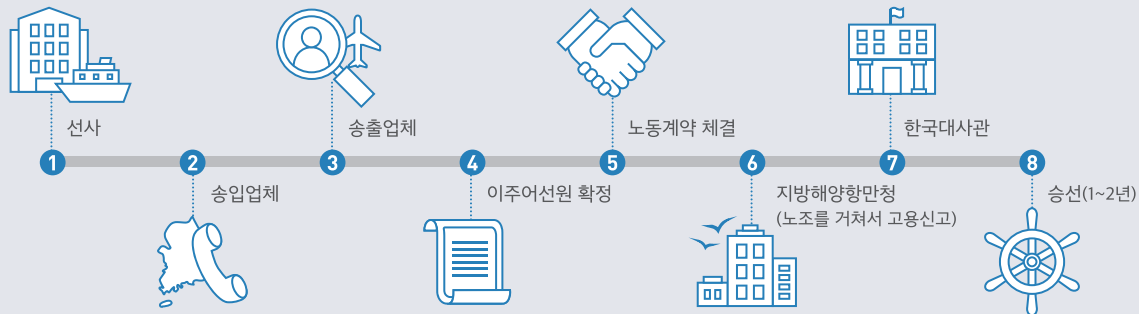 1
선사
2
송입업체
3
송출업체
4
이주어선원 확정
5
노동계약 체결
6
지방해양항만청
(노조를 거쳐서 고용신고)
7
한국대사관
8
승선(1~2년)